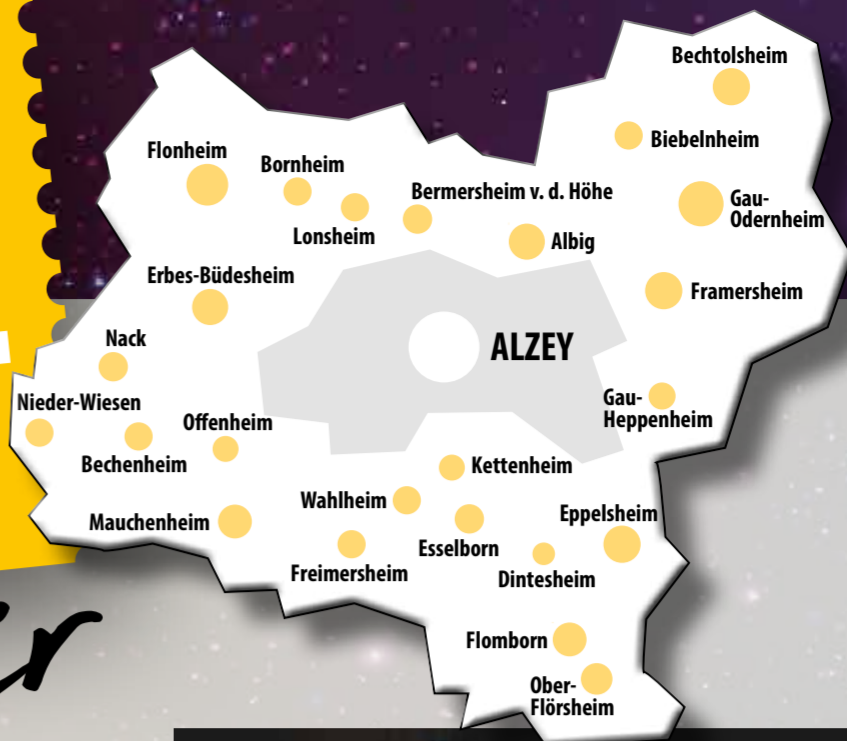 Bechtolsheim
Biebelnheim
Flonheim
Bornheim
Bermersheim v. d. Höhe
Gau-
Odernheim
Lonsheim
Albig
Erbes-Büdesheim
Framersheim
Nack
ALZEY
Nieder-Wiesen
Gau-
Heppenheim
Offenheim
Bechenheim
Kettenheim
Wahlheim
Eppelsheim
Mauchenheim
Esselborn
Freimersheim
Dintesheim
Flomborn
Ober-
Flörsheim
er